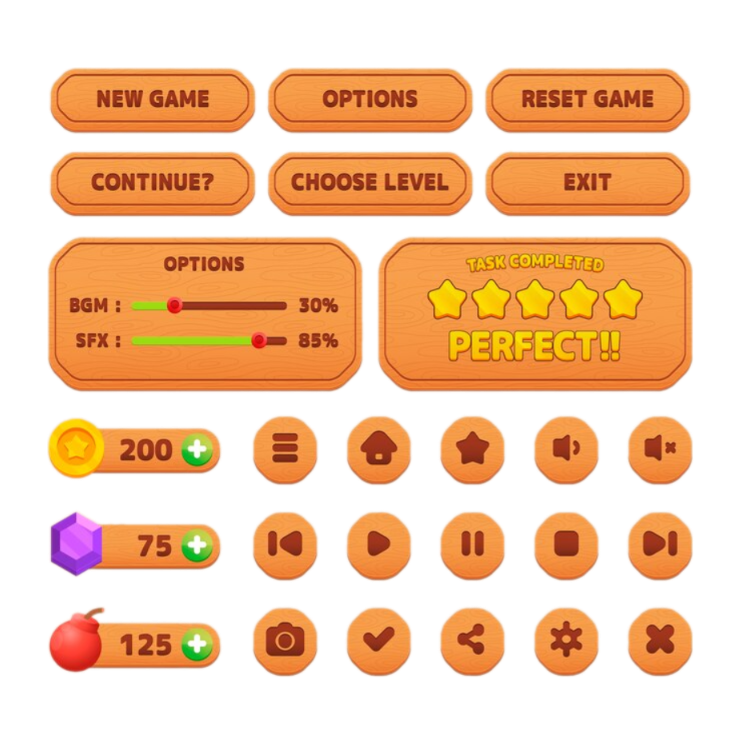 NEW GAME
OPTIONS
RESET GAME
CONTINUE?
CHOOSE LEVEL
EXIT
OPTIONS
BGM : 30%
SFX : 85%
TASK COMPLETED
PERFECT!!
200
75
125